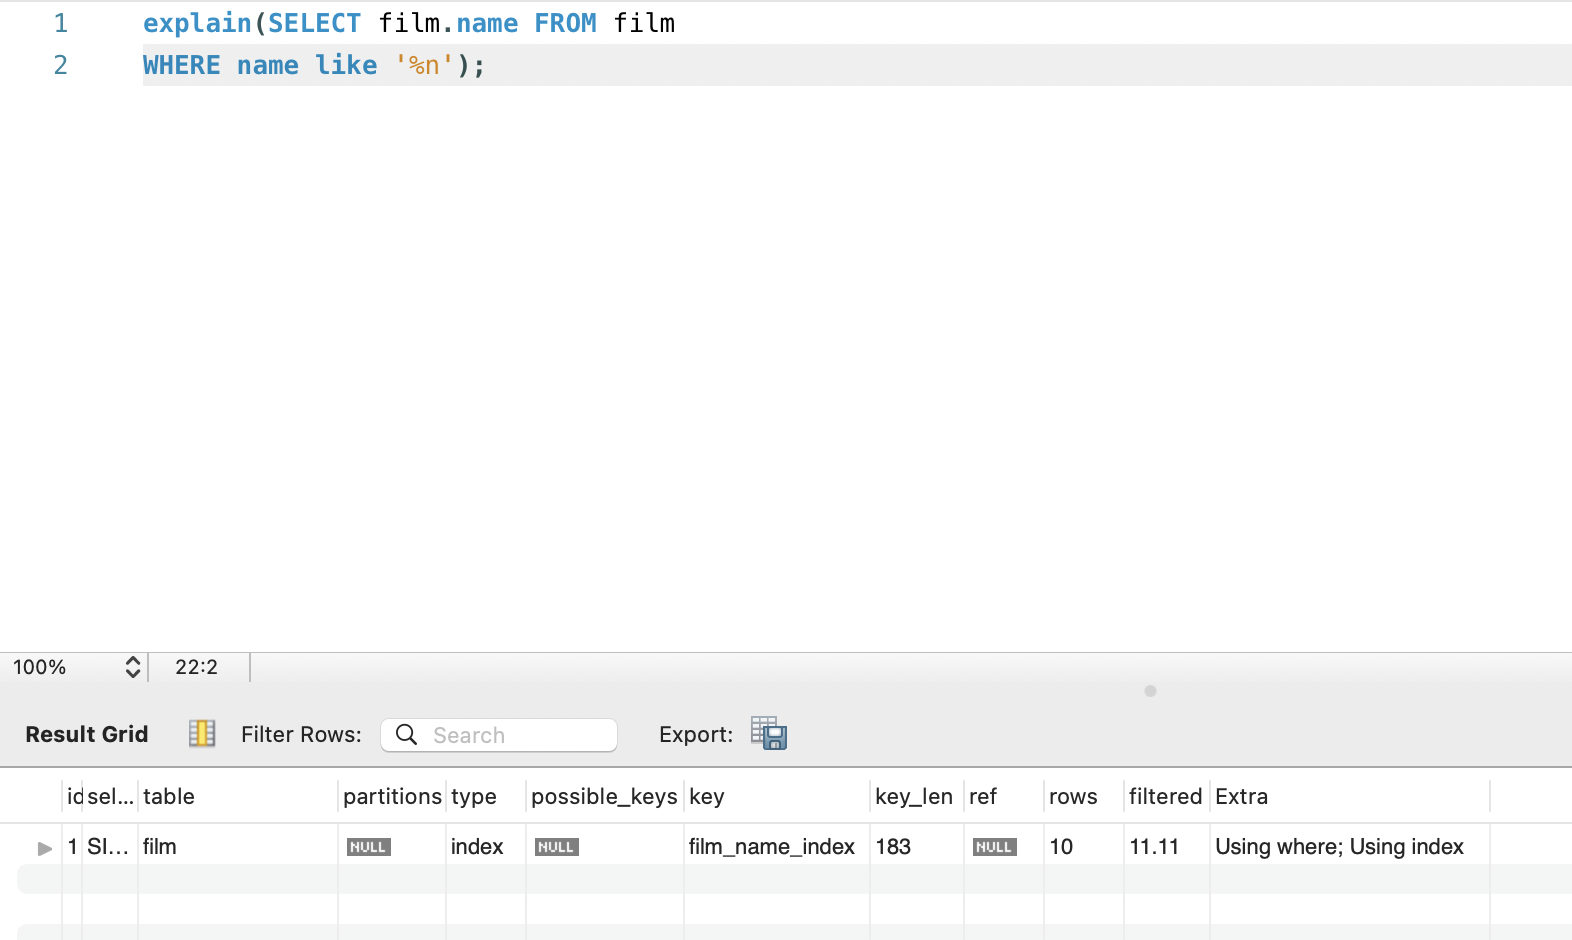 1 explain(SELECT film.name FROM film
2 WHERE name like '%n');
100% 22:2
Result Grid Filter Rows: Search Export:
id sel... table partitions type possible_keys key key_len ref rows filtered Extra
1 SI... film NULL index NULL film_name_index 183 NULL 10 11.11 Using where; Using index